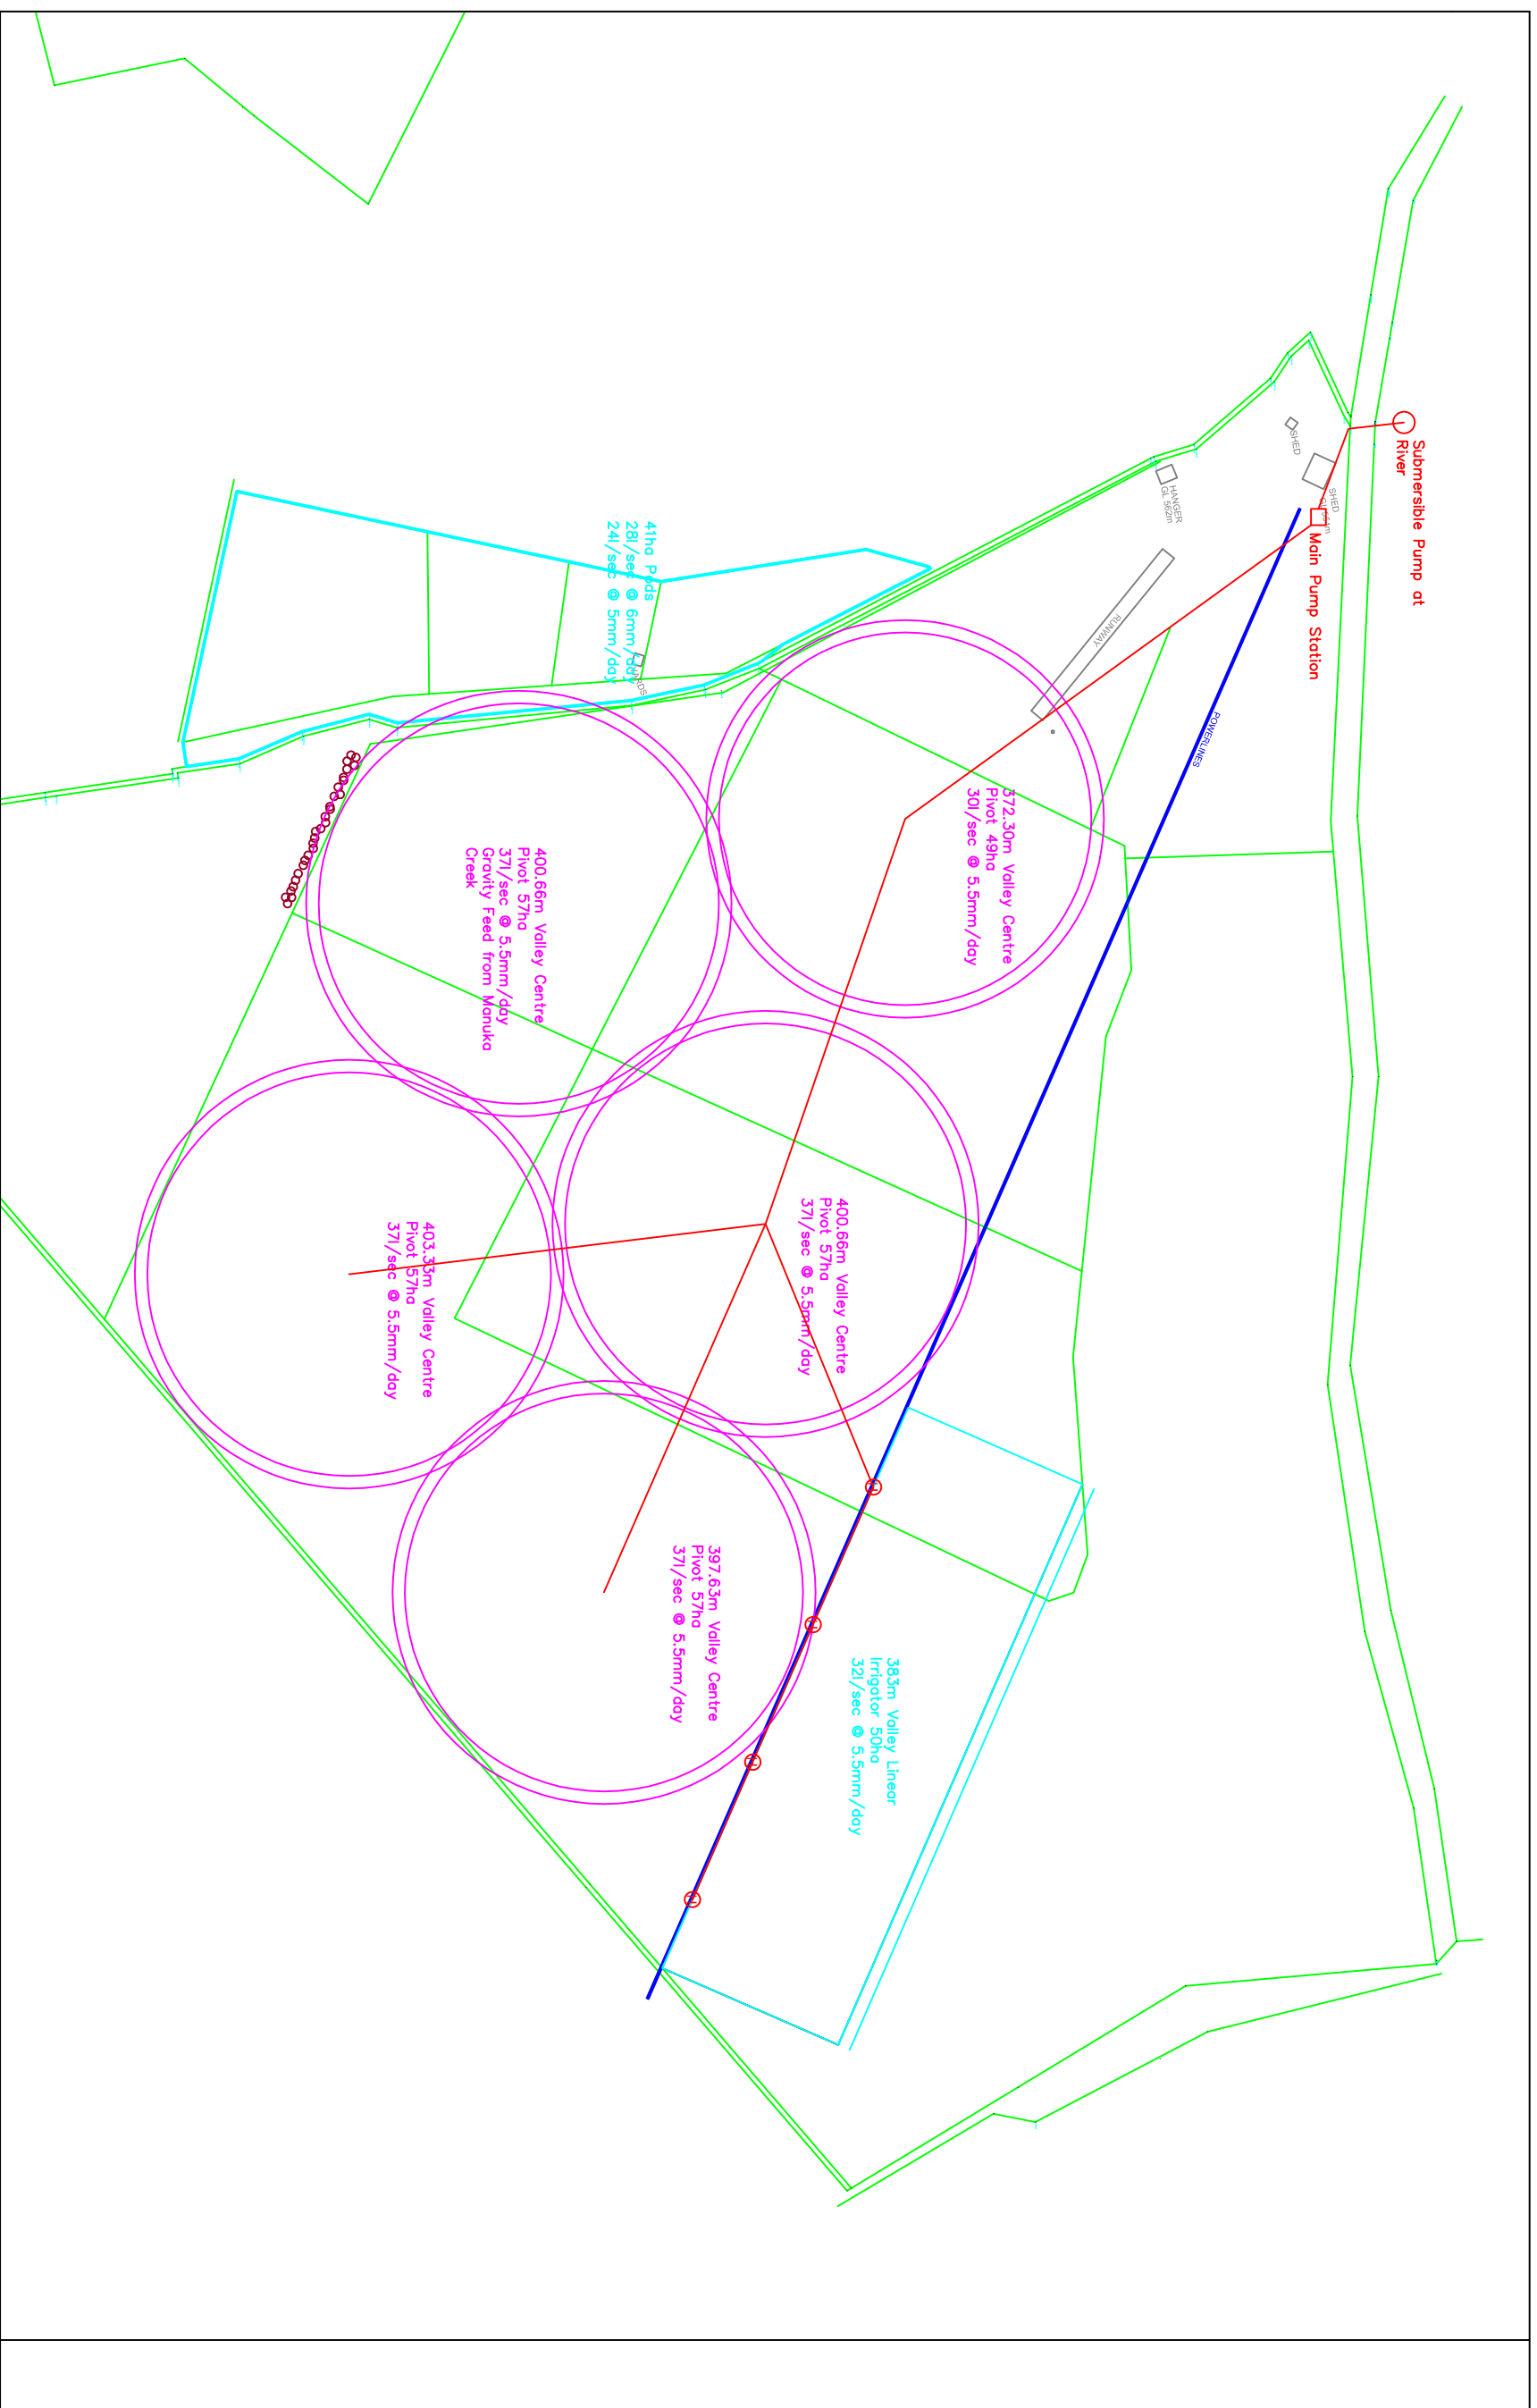 Submersible Pump at
River
Main Pump Station
SHED
SHED
HANGER
GL 562m
RUNWAY
POWERLINES
41ha Pods
28l/sec @ 6mm/day
24l/sec @ 5mm/day
YARDS
372.30m Valley Centre
Pivot 49ha
30l/sec @ 5.5mm/day
400.66m Valley Centre
Pivot 57ha
37l/sec @ 5.5mm/day
Gravity Feed from Manuka
Creek
400.66m Valley Centre
Pivot 57ha
37l/sec @ 5.5mm/day
403.33m Valley Centre
Pivot 57ha
37l/sec @ 5.5mm/day
397.63m Valley Centre
Pivot 57ha
37l/sec @ 5.5mm/day
383m Valley Linear
Irrigator 50ha
32l/sec @ 5.5mm/day
H
H
H
H